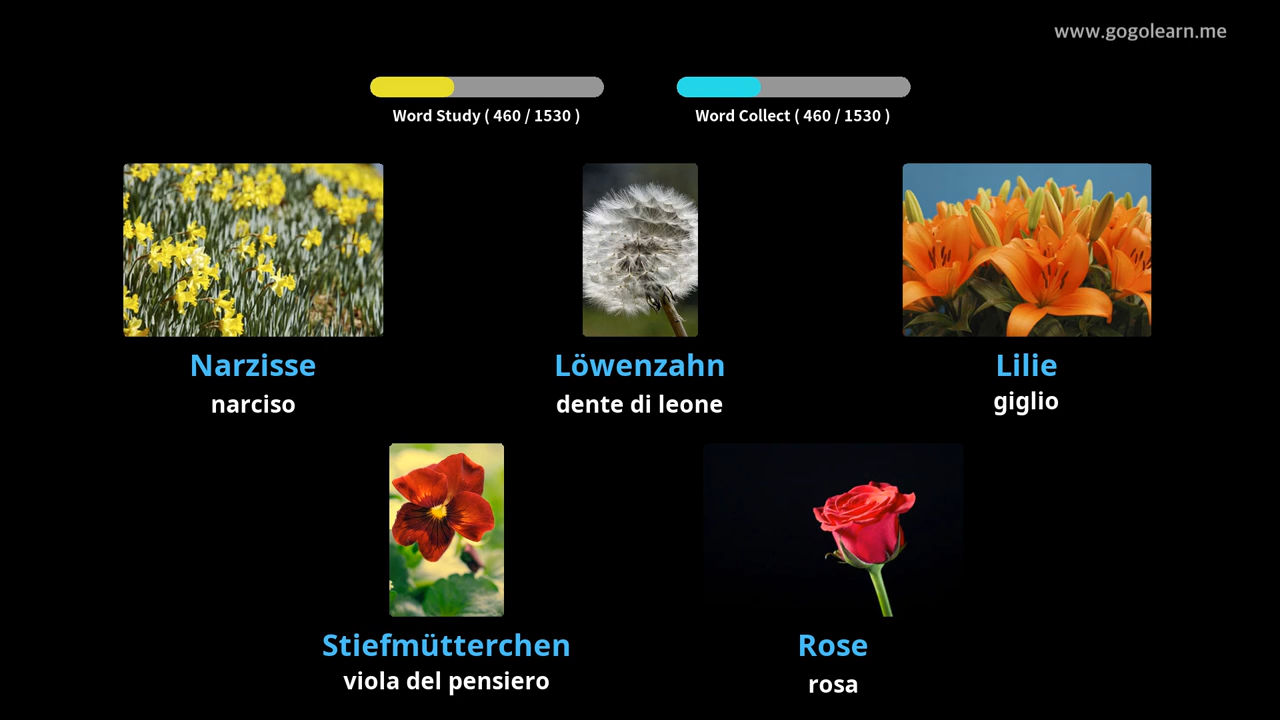 www.gogolearn.me
Word Study ( 460 / 1530 )
Word Collect ( 460 / 1530 )
Narzisse
narciso
Löwenzahn
dente di leone
Lilie
giglio
Stiefmütterchen
viola del pensiero
Rose
rosa